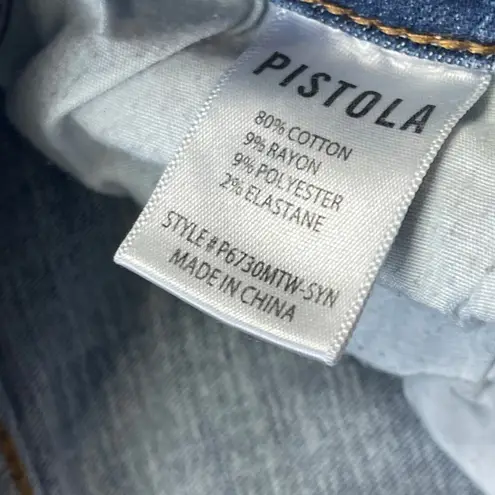 PISTOLA
80% COTTON
9% RAYON
9% POLYESTER
2% ELASTANE
STYLE# P6730MTW-SYN
MADE IN CHINA